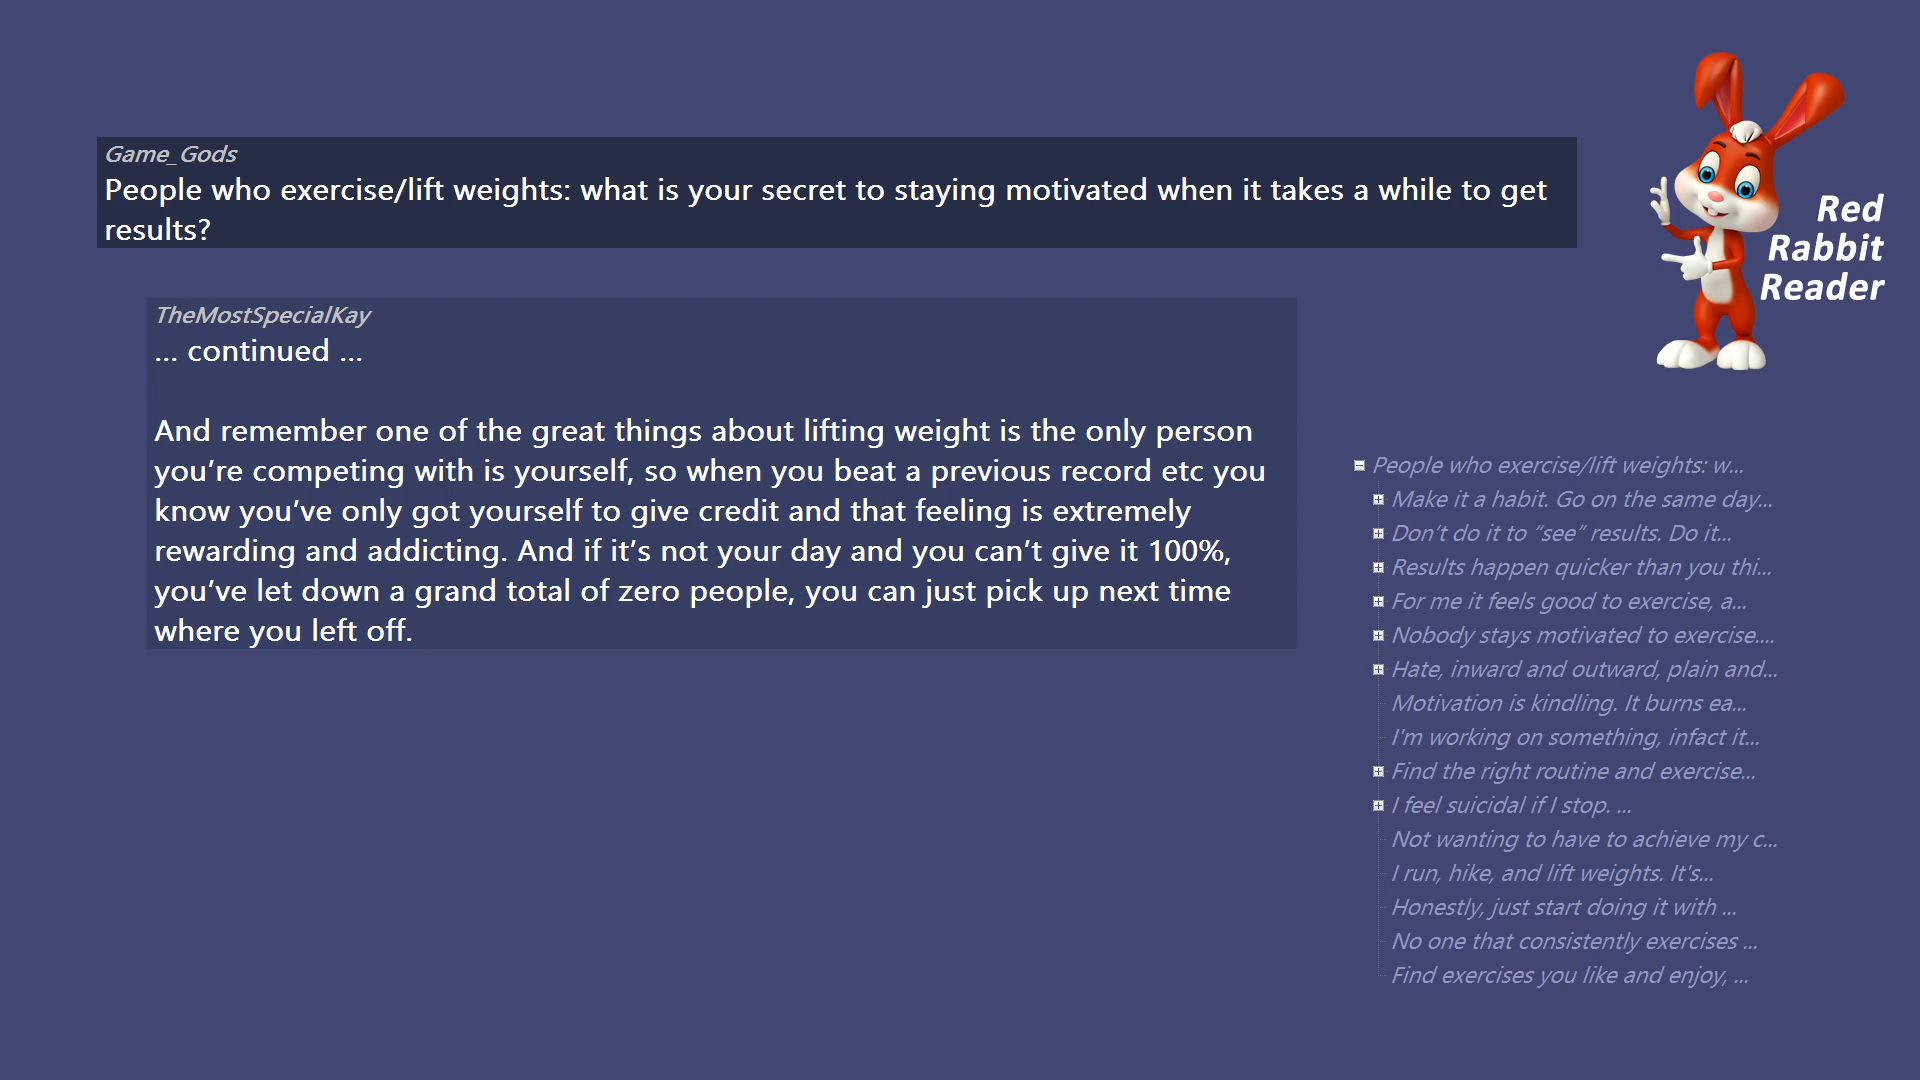 Game_Gods
People who exercise/lift weights: what is your secret to staying motivated when it takes a while to get
results?
TheMostSpecialKay
... continued ...
And remember one of the great things about lifting weight is the only person
you’re competing with is yourself, so when you beat a previous record etc you
know you’ve only got yourself to give credit and that feeling is extremely
rewarding and addicting. And if it’s not your day and you can’t give it 100%,
you’ve let down a grand total of zero people, you can just pick up next time
where you left off.
Red
Rabbit
Reader
People who exercise/lift weights: w...
Make it a habit. Go on the same day...
Don’t do it to “see” results. Do it...
Results happen quicker than you thi...
For me it feels good to exercise, a...
Nobody stays motivated to exercise....
Hate, inward and outward, plain and...
Motivation is kindling. It burns ea...
I'm working on something, infact it...
Find the right routine and exercise...
I feel suicidal if I stop. ...
Not wanting to have to achieve my c...
I run, hike, and lift weights. It's...
Honestly, just start doing it with ...
No one that consistently exercises ...
Find exercises you like and enjoy, ...